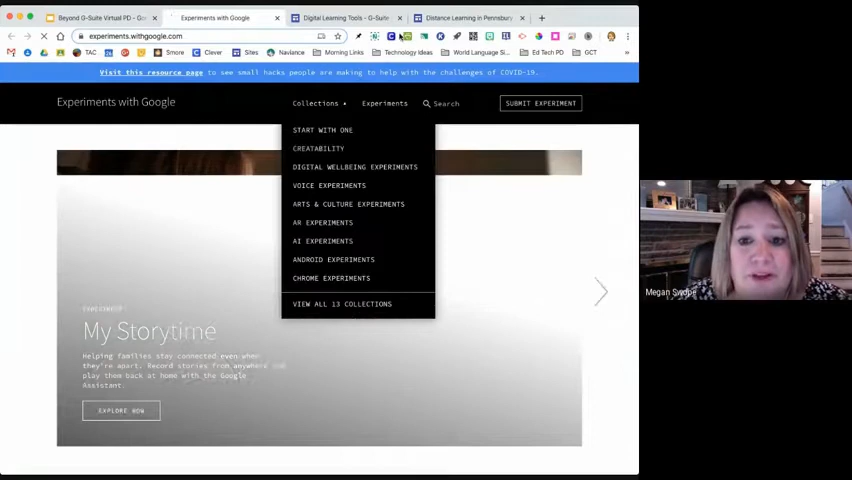 Beyond G-Suite Virtual PD - Goo
Experiments with Google
Digital Learning Tools - G-Suite
Distance Learning in Pennsbury
experiments.withgoogle.com
TAC
Smore
Clever
Sites
Naviance
Morning Links
Technology Ideas
World Language Si
Ed Tech PD
GCT
Visit this resource page to see small hacks people are making to help with the challenges of COVID-19.
Experiments with Google
Collections
Experiments
Search
SUBMIT EXPERIMENT
START WITH ONE
CREATABILITY
DIGITAL WELLBEING EXPERIMENTS
VOICE EXPERIMENTS
ARTS & CULTURE EXPERIMENTS
AR EXPERIMENTS
AI EXPERIMENTS
ANDROID EXPERIMENTS
CHROME EXPERIMENTS
VIEW ALL 13 COLLECTIONS
EXPERIMENT
My Storytime
Helping families stay connected even when
they're apart. Record stories from anywhere and
play them back at home with the Google
Assistant.
EXPLORE NOW
Megan Swope